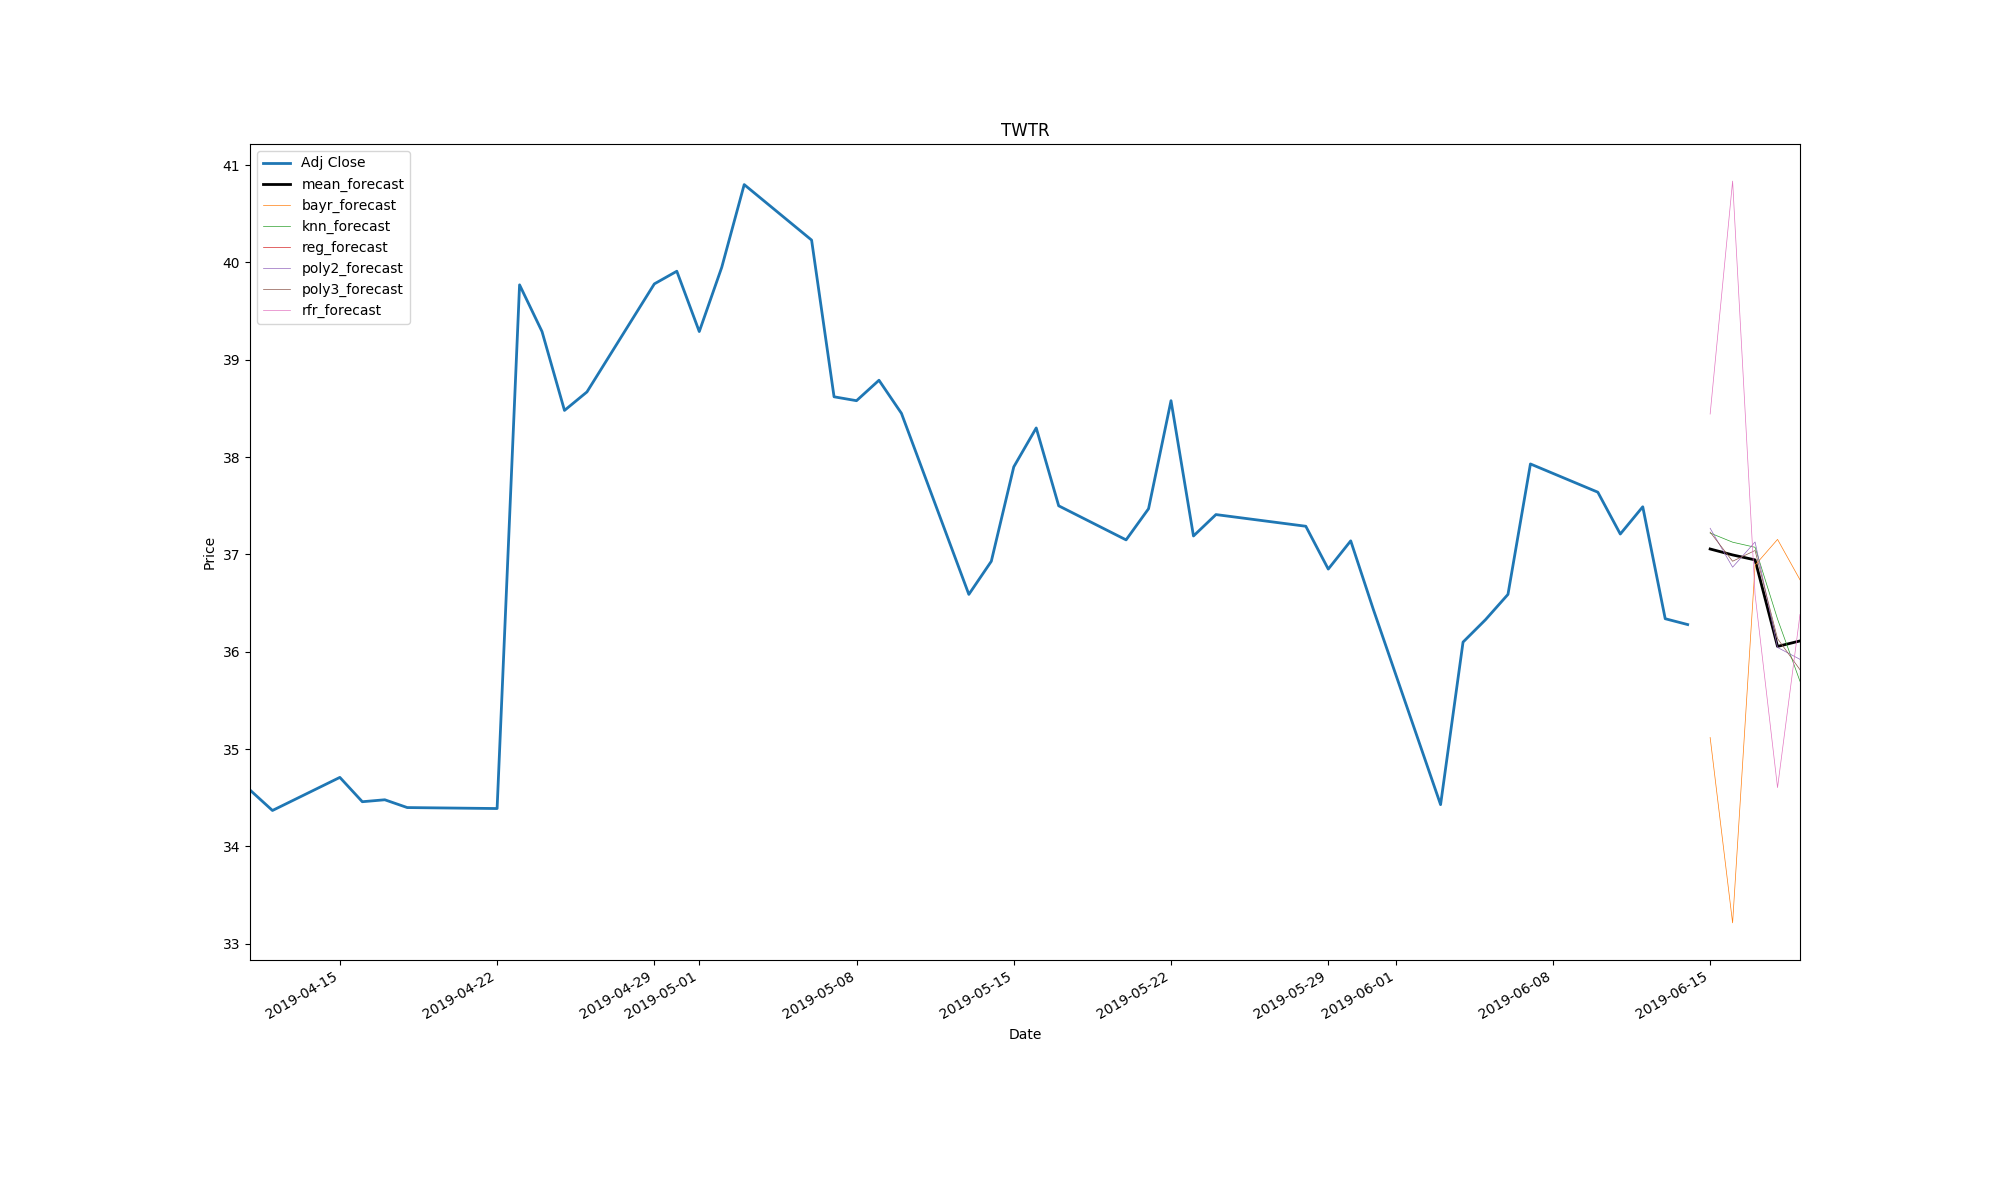 TWTR
41
40
39
38
37
36
35
34
33
Price
Adj Close
mean_forecast
bayr_forecast
knn_forecast
reg_forecast
poly2_forecast
poly3_forecast
rfr_forecast
2019-04-15
2019-04-22
2019-04-29
2019-05-01
2019-05-08
2019-05-15
2019-05-22
2019-05-29
2019-06-01
2019-06-08
2019-06-15
Date